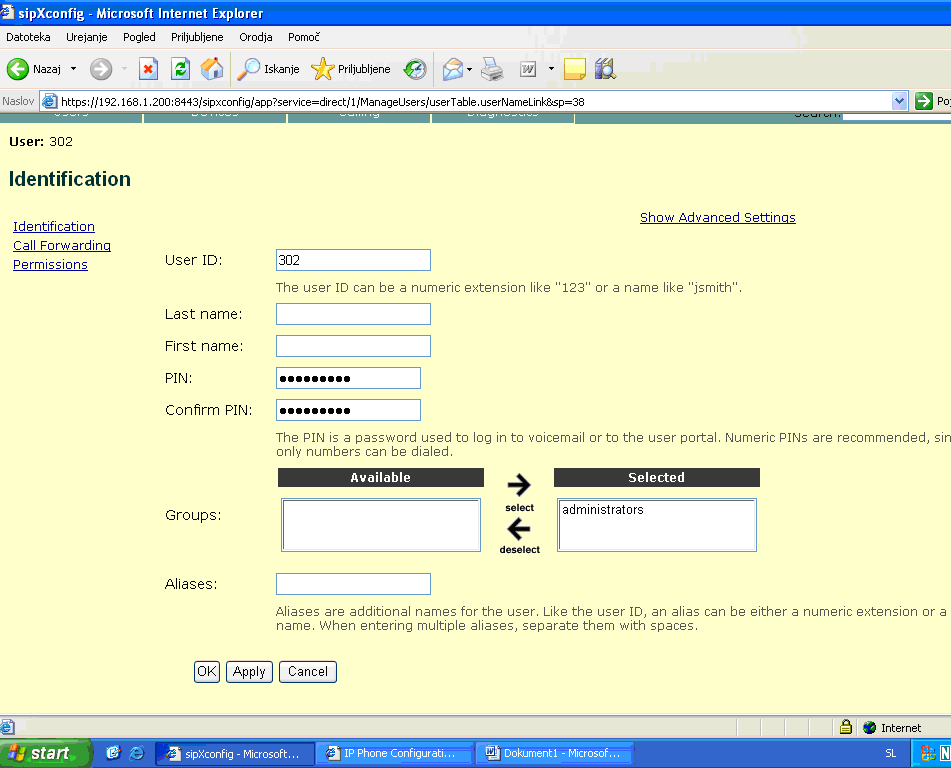 sipXconfig - Microsoft Internet Explorer
Datoteka Urejanje Pogled Priljubljene Orodja Pomoč
Nazaj Iskanje Priljubljene
Naslov https://192.168.1.200:8443/sipxconfig/app?service=direct/1/ManageUsers/userTable.userNameLink&sp=38
Users Devices Calling Diagnostics Search:
User: 302
Identification
Show Advanced Settings
Identification
Call Forwarding
Permissions
User ID: 302
The user ID can be a numeric extension like "123" or a name like "jsmith".
Last name:
First name:
PIN: ●●●●●●●●●
Confirm PIN: ●●●●●●●●●
The PIN is a password used to log in to voicemail or to the user portal. Numeric PINs are recommended, sin
only numbers can be dialed.
Available Selected
select
Groups: administrators
deselect
Aliases:
Aliases are additional names for the user. Like the user ID, an alias can be either a numeric extension or a
name. When entering multiple aliases, separate them with spaces.
OK Apply Cancel
Internet
start sipXconfig - Microsoft... IP Phone Configurati... Dokument1 - Microsof... SL